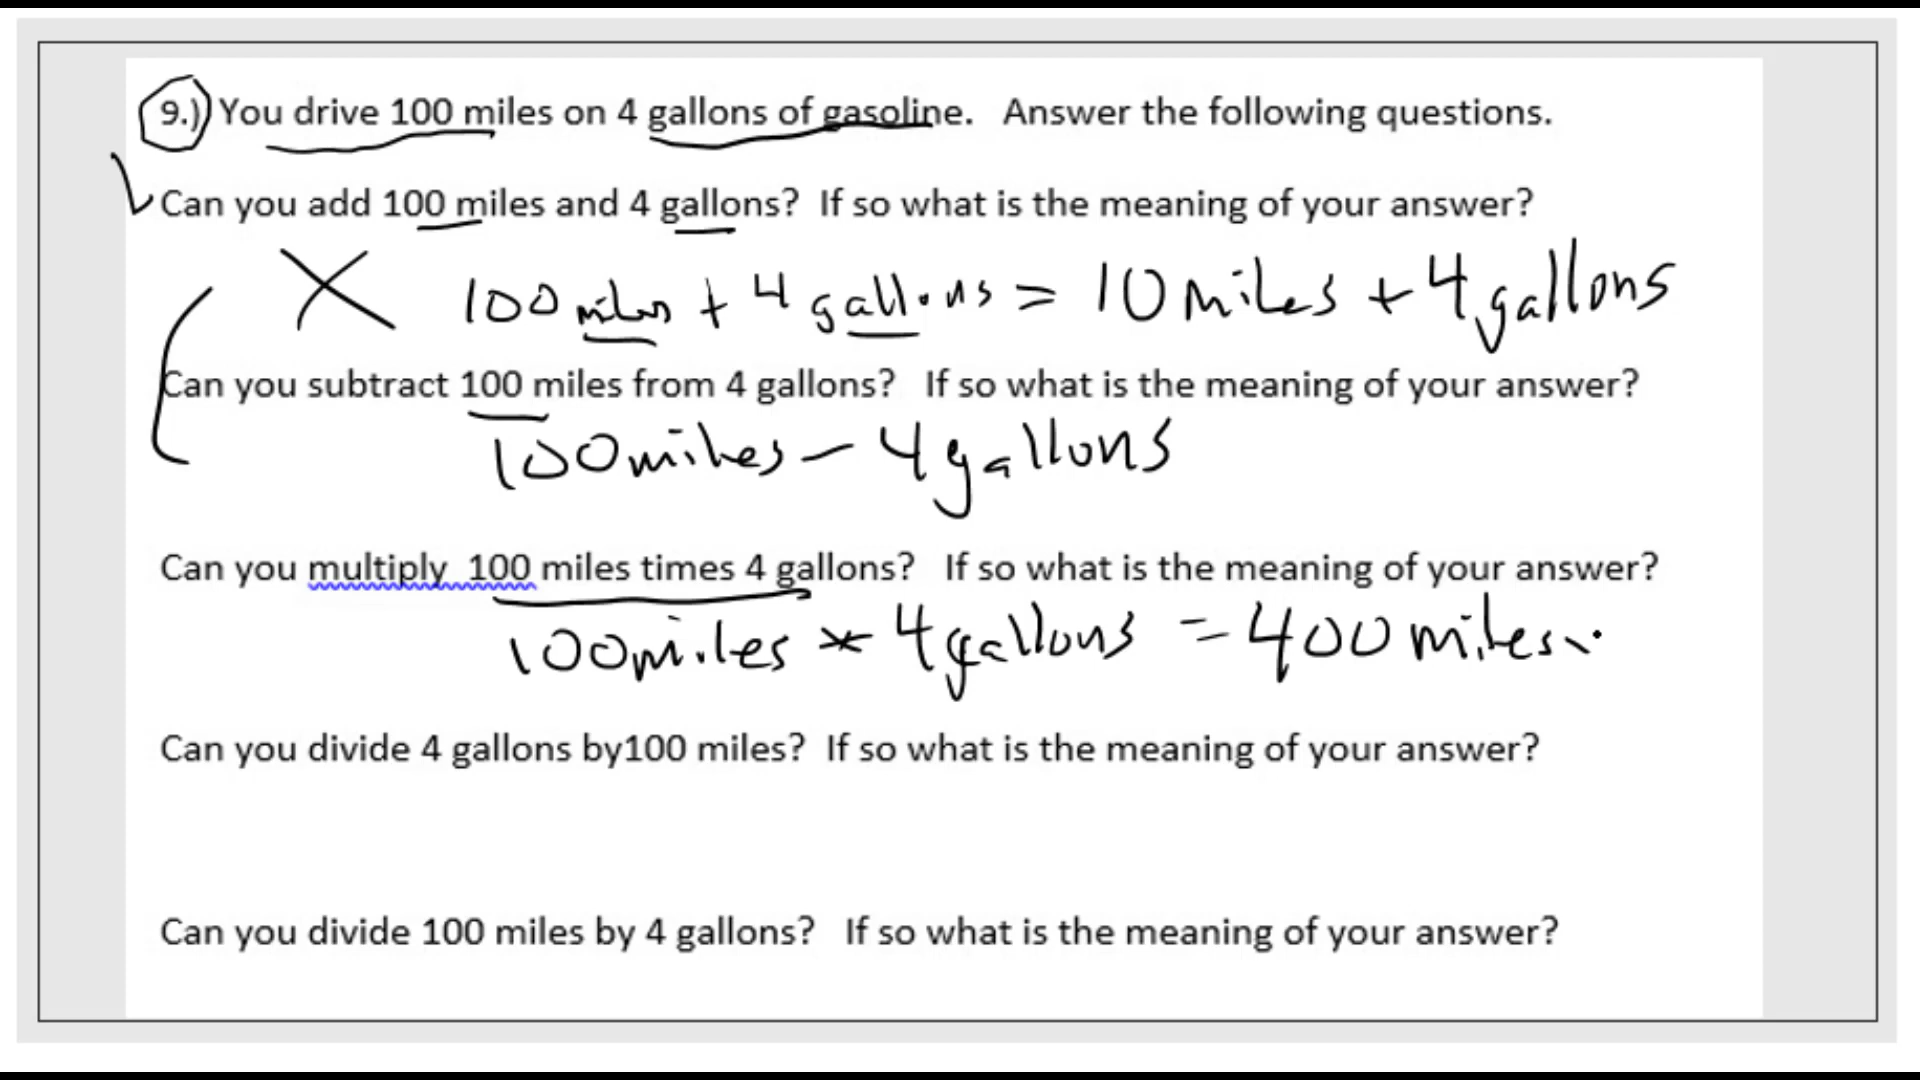 9.) You drive 100 miles on 4 gallons of gasoline. Answer the following questions.
Can you add 100 miles and 4 gallons? If so what is the meaning of your answer?
100 miles + 4 gallons = 10 miles + 4 gallons
Can you subtract 100 miles from 4 gallons? If so what is the meaning of your answer?
100 miles - 4 gallons
Can you multiply 100 miles times 4 gallons? If so what is the meaning of your answer?
100 miles * 4 gallons = 400 miles
Can you divide 4 gallons by100 miles? If so what is the meaning of your answer?
Can you divide 100 miles by 4 gallons? If so what is the meaning of your answer?